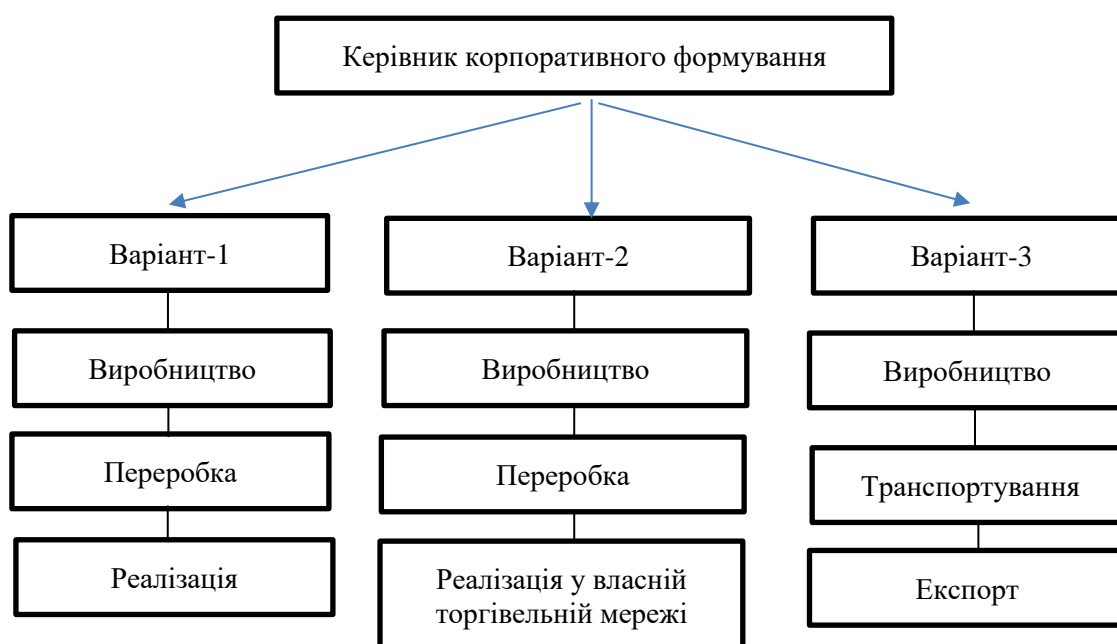 Керівник корпоративного формування
Варіант-1
Варіант-2
Варіант-3
Виробництво
Виробництво
Виробництво
Переробка
Переробка
Транспортування
Реалізація
Реалізація у власній
торгівельній мережі
Експорт